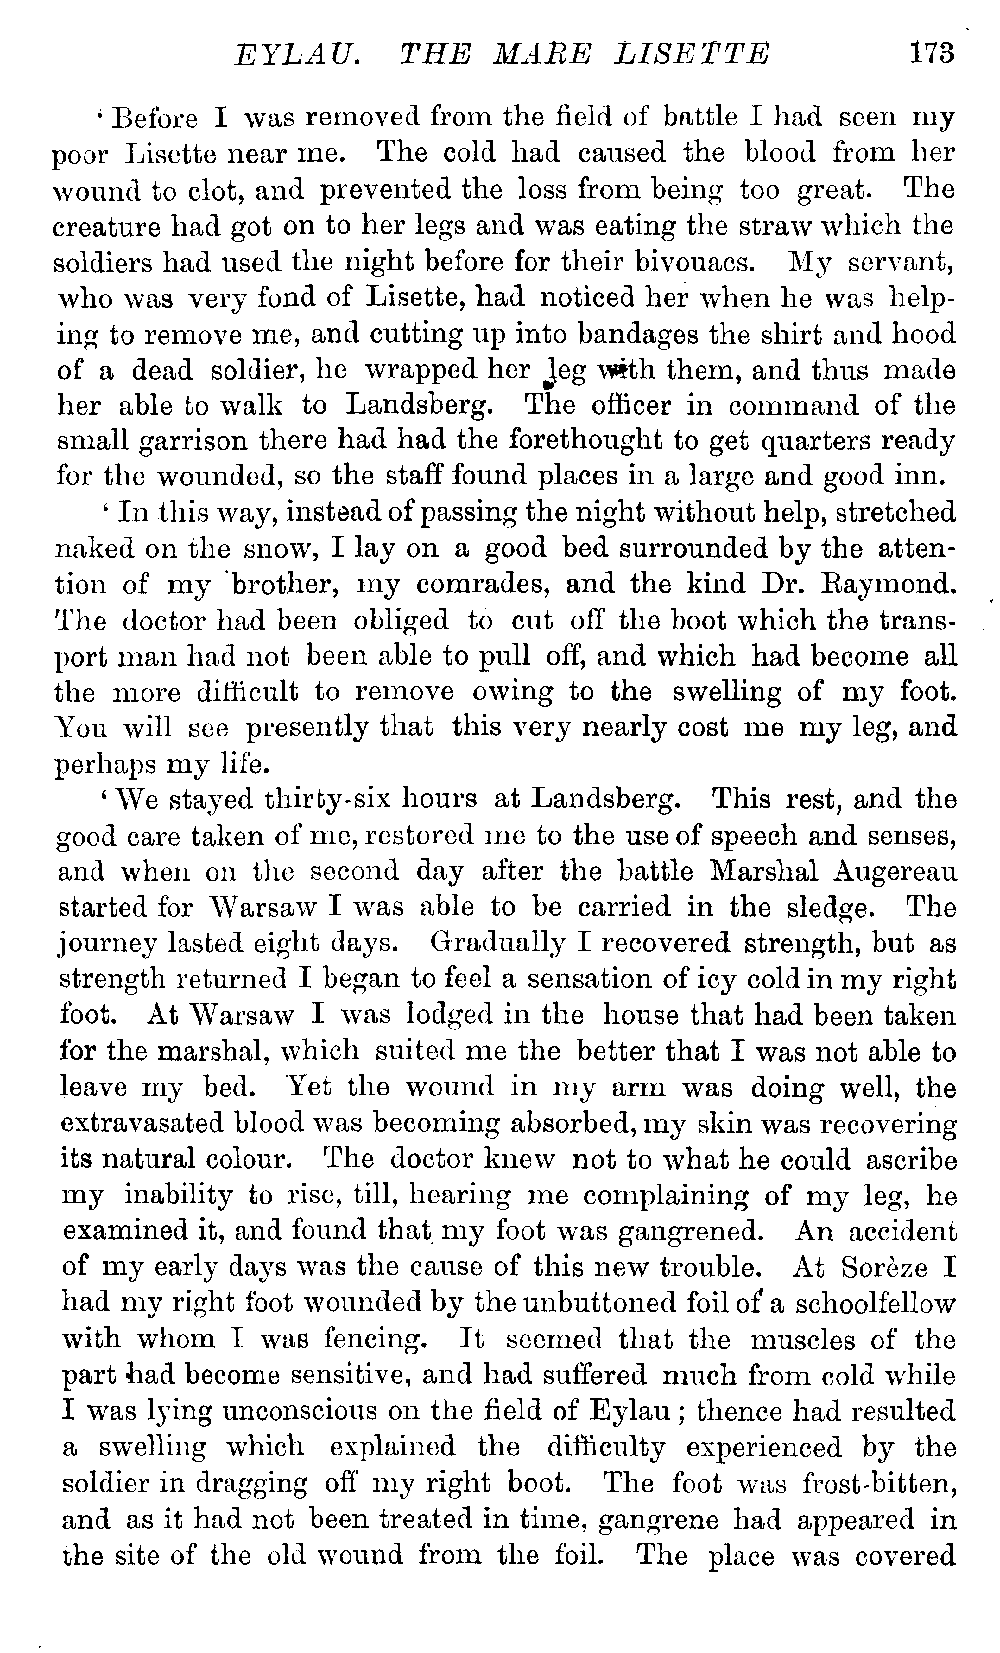 EYLAU. THE MARE LISETTE 173
‘ Before I was removed from the field of battle I had seen my
poor Lisette near me. The cold had caused the blood from her
wound to clot, and prevented the loss from being too great. The
creature had got on to her legs and was eating the straw which the
soldiers had used the night before for their bivouacs. My servant,
who was very fond of Lisette, had noticed her when he was help-
ing to remove me, and cutting up into bandages the shirt and hood
of a dead soldier, he wrapped her leg with them, and thus made
her able to walk to Landsberg. The officer in command of the
small garrison there had had the forethought to get quarters ready
for the wounded, so the staff found places in a large and good inn.
‘ In this way, instead of passing the night without help, stretched
naked on the snow, I lay on a good bed surrounded by the atten-
tion of my brother, my comrades, and the kind Dr. Raymond.
The doctor had been obliged to cut off the boot which the trans-
port man had not been able to pull off, and which had become all
the more difficult to remove owing to the swelling of my foot.
You will see presently that this very nearly cost me my leg, and
perhaps my life.
‘ We stayed thirty-six hours at Landsberg. This rest, and the
good care taken of me, restored me to the use of speech and senses,
and when on the second day after the battle Marshal Augereau
started for Warsaw I was able to be carried in the sledge. The
journey lasted eight days. Gradually I recovered strength, but as
strength returned I began to feel a sensation of icy cold in my right
foot. At Warsaw I was lodged in the house that had been taken
for the marshal, which suited me the better that I was not able to
leave my bed. Yet the wound in my arm was doing well, the
extravasated blood was becoming absorbed, my skin was recovering
its natural colour. The doctor knew not to what he could ascribe
my inability to rise, till, hearing me complaining of my leg, he
examined it, and found that my foot was gangrened. An accident
of my early days was the cause of this new trouble. At Sorèze I
had my right foot wounded by the unbuttoned foil of a schoolfellow
with whom I was fencing. It seemed that the muscles of the
part had become sensitive, and had suffered much from cold while
I was lying unconscious on the field of Eylau ; thence had resulted
a swelling which explained the difficulty experienced by the
soldier in dragging off my right boot. The foot was frost-bitten,
and as it had not been treated in time, gangrene had appeared in
the site of the old wound from the foil. The place was covered